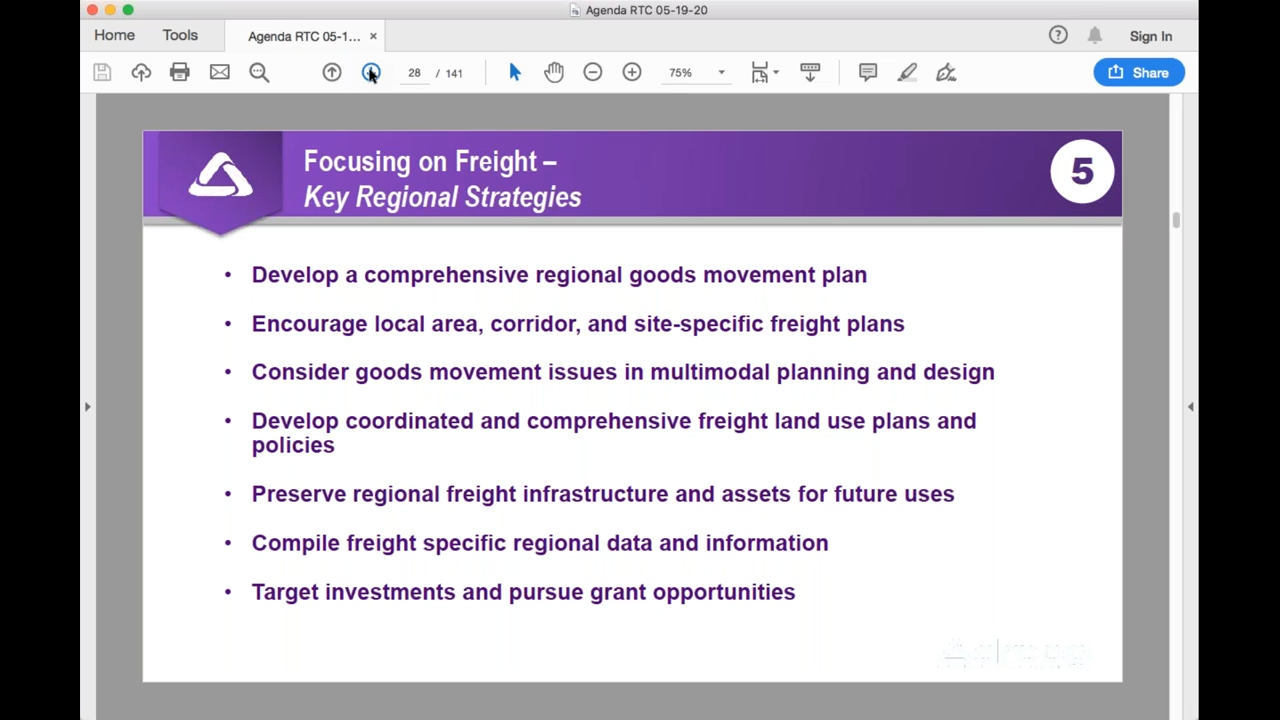 Agenda RTC 05-19-20
Home
Tools
Agenda RTC 05-1... ×
Sign In
28 / 141
75%
Share
Focusing on Freight –
Key Regional Strategies
5
• Develop a comprehensive regional goods movement plan
• Encourage local area, corridor, and site-specific freight plans
• Consider goods movement issues in multimodal planning and design
• Develop coordinated and comprehensive freight land use plans and
policies
• Preserve regional freight infrastructure and assets for future uses
• Compile freight specific regional data and information
• Target investments and pursue grant opportunities